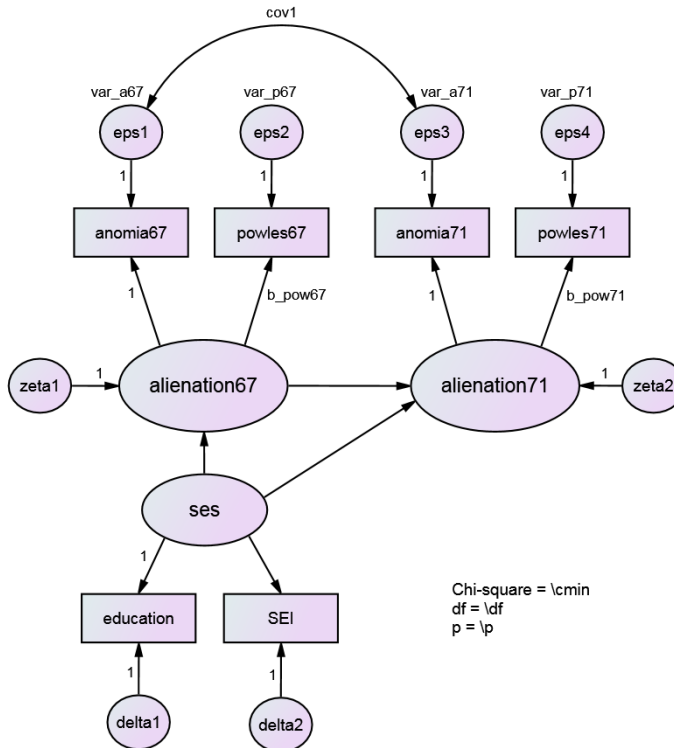 cov1
var_a67
var_p67
var_a71
var_p71
eps1
eps2
eps3
eps4
1
1
1
1
anomia67
powles67
anomia71
powles71
1
b_pow67
1
b_pow71
zeta1
1
alienation67
alienation71
1
zeta2
ses
1
education
SEI
Chi-square = \cmin
df = \df
p = \p
1
1
delta1
delta2